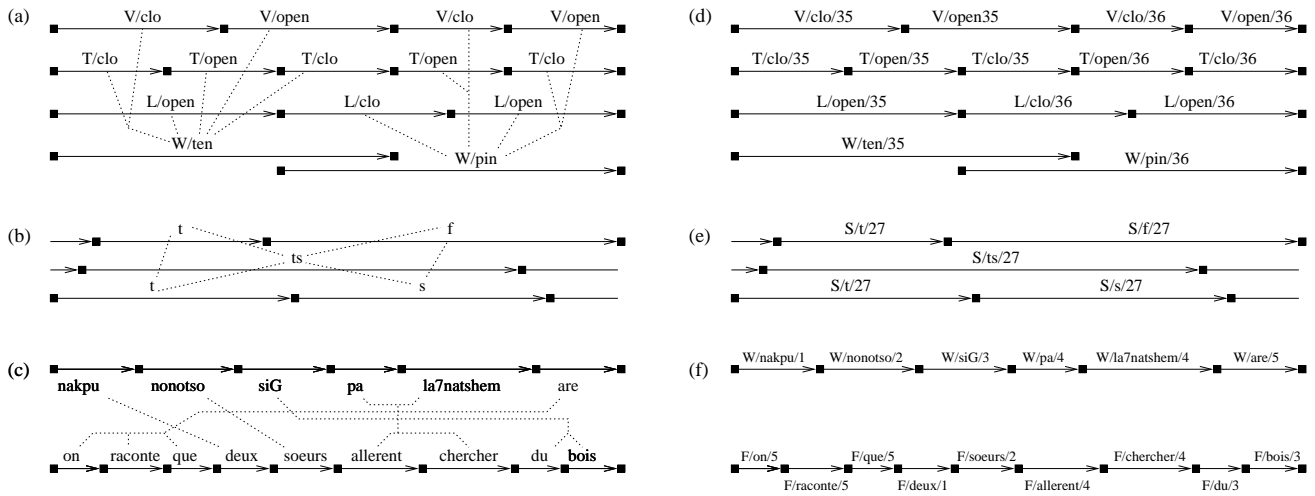 (a) V/clo V/open V/clo V/open
T/clo T/open T/clo T/open T/clo
L/open L/clo L/open
W/ten
W/pin
(b) t f
ts
t s
(c)
nakpu nonotso siG pa la7natshem are
on raconte que deux soeurs allerent chercher du bois
(d) V/clo/35 V/open35 V/clo/36 V/open/36
T/clo/35 T/open/35 T/clo/35 T/open/36 T/clo/36
L/open/35 L/clo/36 L/open/36
W/ten/35
W/pin/36
(e) S/t/27 S/f/27
S/ts/27
S/t/27 S/s/27
(f) W/nakpu/1 W/nonotso/2 W/siG/3 W/pa/4 W/la7natshem/4 W/are/5
F/on/5 F/que/5 F/soeurs/2 F/chercher/4 F/bois/3
F/raconte/5 F/deux/1 F/allerent/4 F/du/3